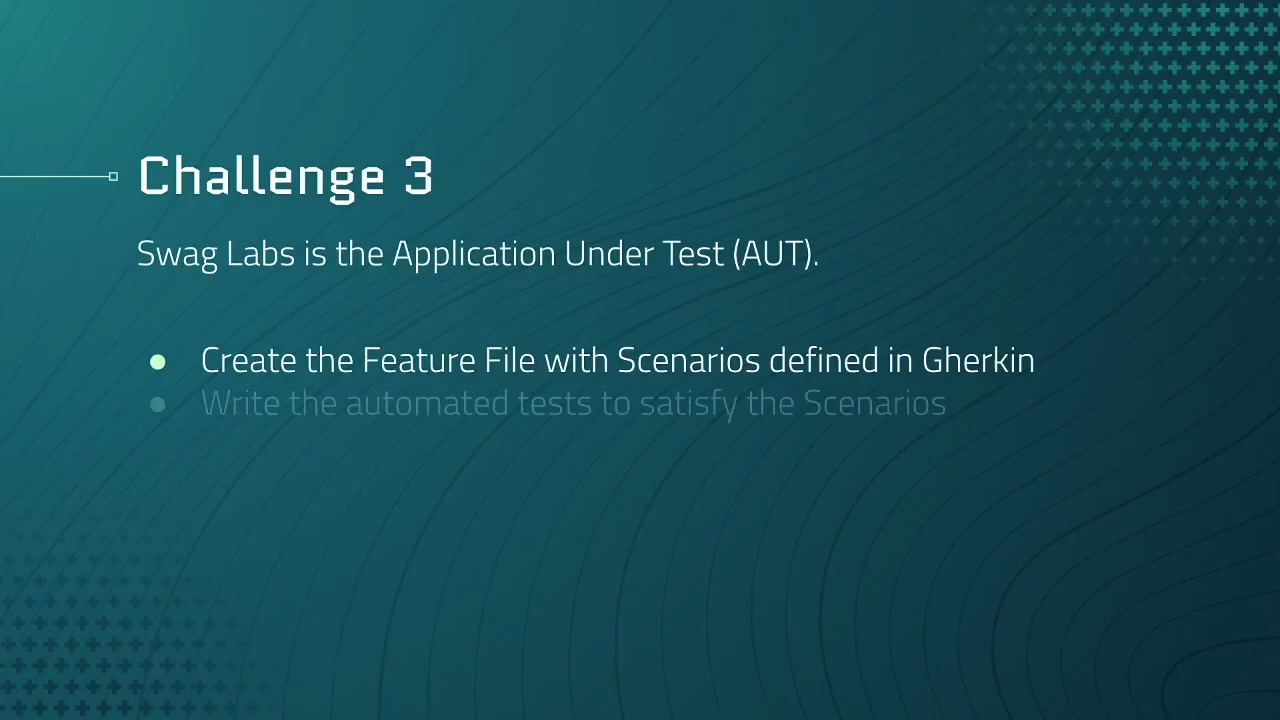 Challenge 3
Swag Labs is the Application Under Test (AUT).
● Create the Feature File with Scenarios defined in Gherkin
● Write the automated tests to satisfy the Scenarios